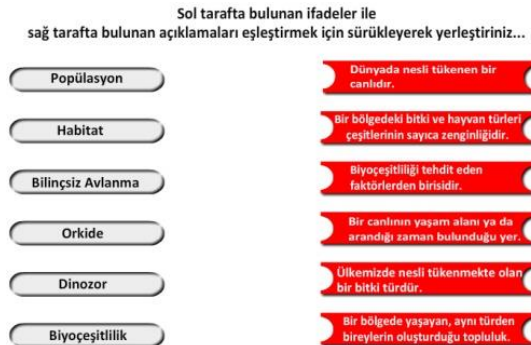 Sol tarafta bulunan ifadeler ile
sağ tarafta bulunan açıklamaları eşleştirmek için sürükleyerek yerleştiriniz...
Popülasyon
Dünyada nesli tükenen bir
canlıdır.
Habitat
Bir bölgedeki bitki ve hayvan türleri
çeşitlerinin sayıca zenginliğidir.
Bilinçsiz Avlanma
Biyoçeşitliliği tehdit eden
faktörlerden birisidir.
Orkide
Bir canlının yaşam alanı ya da
arandığı zaman bulunduğu yer.
Dinozor
Ülkemizde nesli tükenmekte olan
bir bitki türdür.
Biyoçeşitlilik
Bir bölgede yaşayan, aynı türden
bireylerin oluşturduğu topluluk.